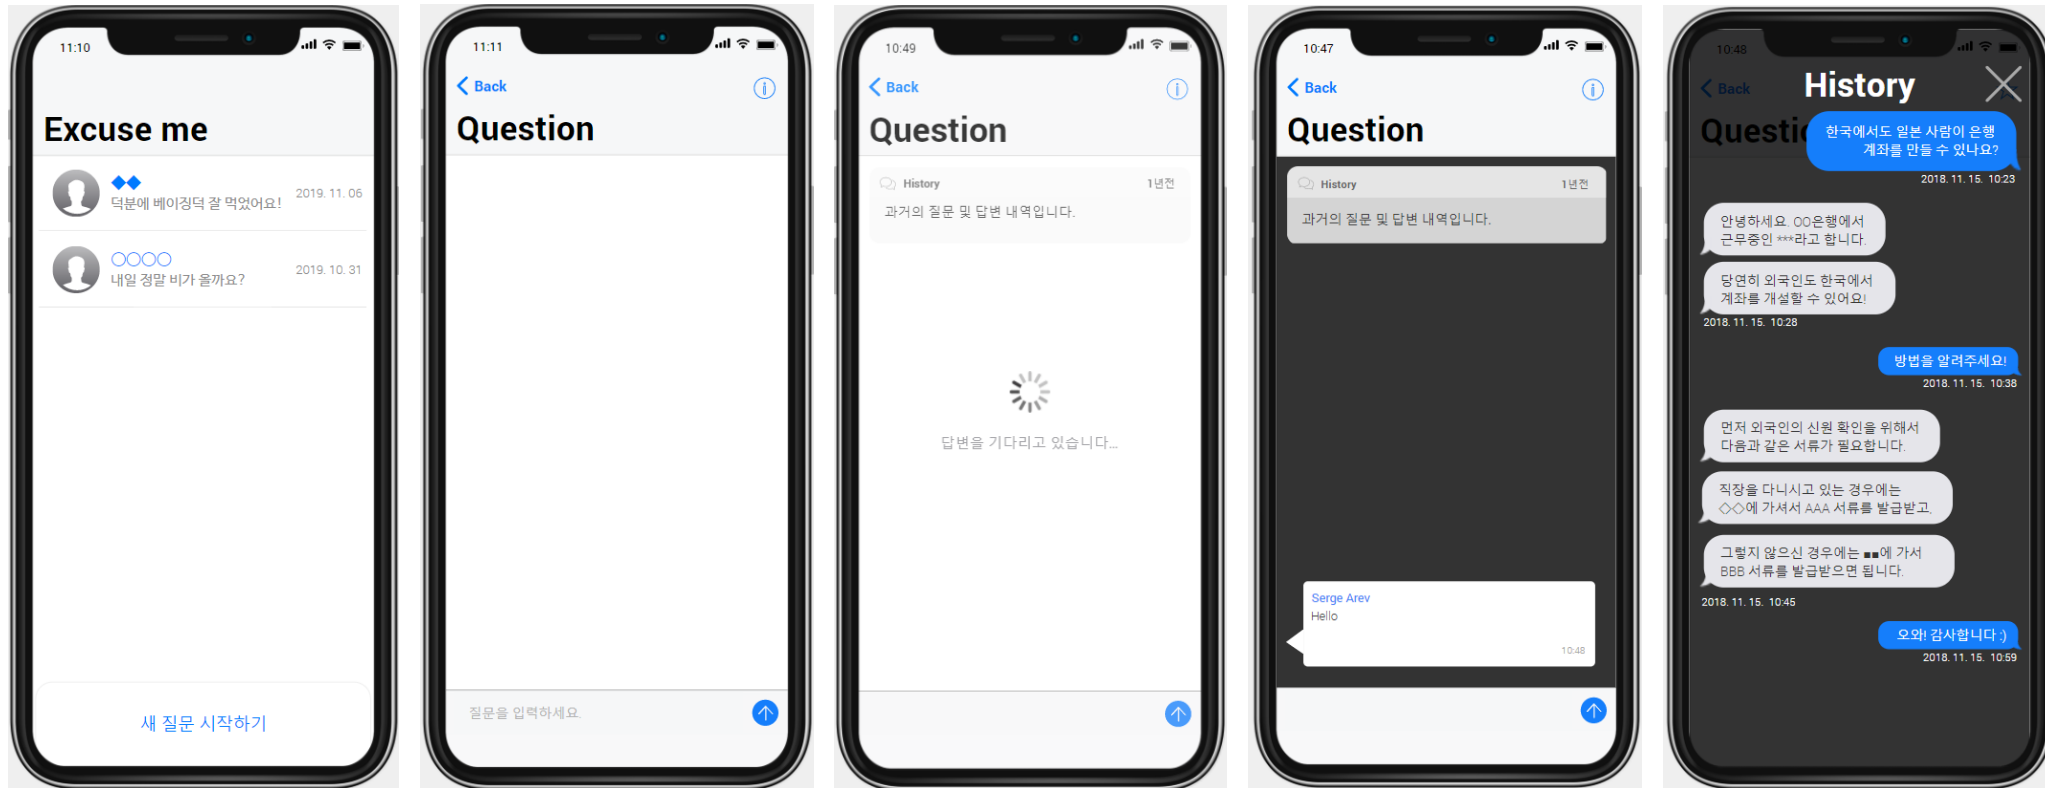 11:10
Excuse me
◆◆
덕분에 베이징덕 잘 먹었어요!
2019. 11. 06
○○○○
내일 정말 비가 올까요?
2019. 10. 31
새 질문 시작하기
11:11
Back
Question
질문을 입력하세요.
10:49
Back
Question
History
1년전
과거의 질문 및 답변 내역입니다.
답변을 기다리고 있습니다...
10:47
Back
Question
History
1년전
과거의 질문 및 답변 내역입니다.
Serge Arev
Hello
10:48
10:48
Back
History
Questi
한국에서도 일본 사람이 은행
계좌를 만들 수 있나요?
2018. 11. 15. 10:23
안녕하세요. OO은행에서
근무중인 ***라고 합니다.
당연히 외국인도 한국에서
계좌를 개설할 수 있어요!
2018. 11. 15. 10:28
방법을 알려주세요!
2018. 11. 15. 10:38
먼저 외국인의 신원 확인을 위해서
다음과 같은 서류가 필요합니다.
직장을 다니시고 있는 경우에는
◇◇에 가셔서 AAA 서류를 발급받고,
그렇지 않으신 경우에는 ■■에 가서
BBB 서류를 발급받으면 됩니다.
2018. 11. 15. 10:45
오와! 감사합니다 :)
2018. 11. 15. 10:59